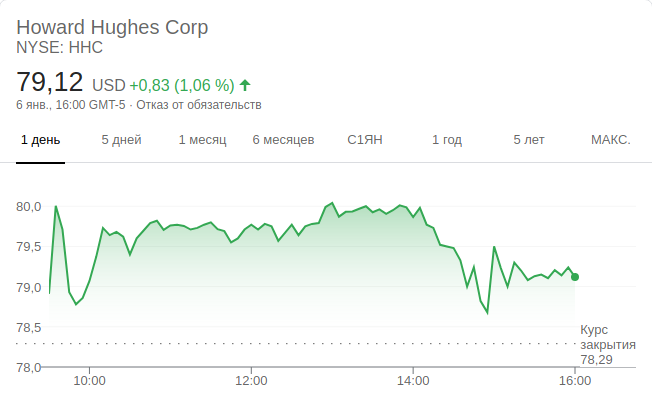 Howard Hughes Corp
NYSE: HHC
79,12 USD +0,83 (1,06 %)
6 янв., 16:00 GMT-5 · Отказ от обязательств
1 день 5 дней 1 месяц 6 месяцев С1ЯН 1 год 5 лет МАКС.
80,0
79,5
79,0
78,5
78,0
Курс
закрытия
78,29
10:00 12:00 14:00 16:00